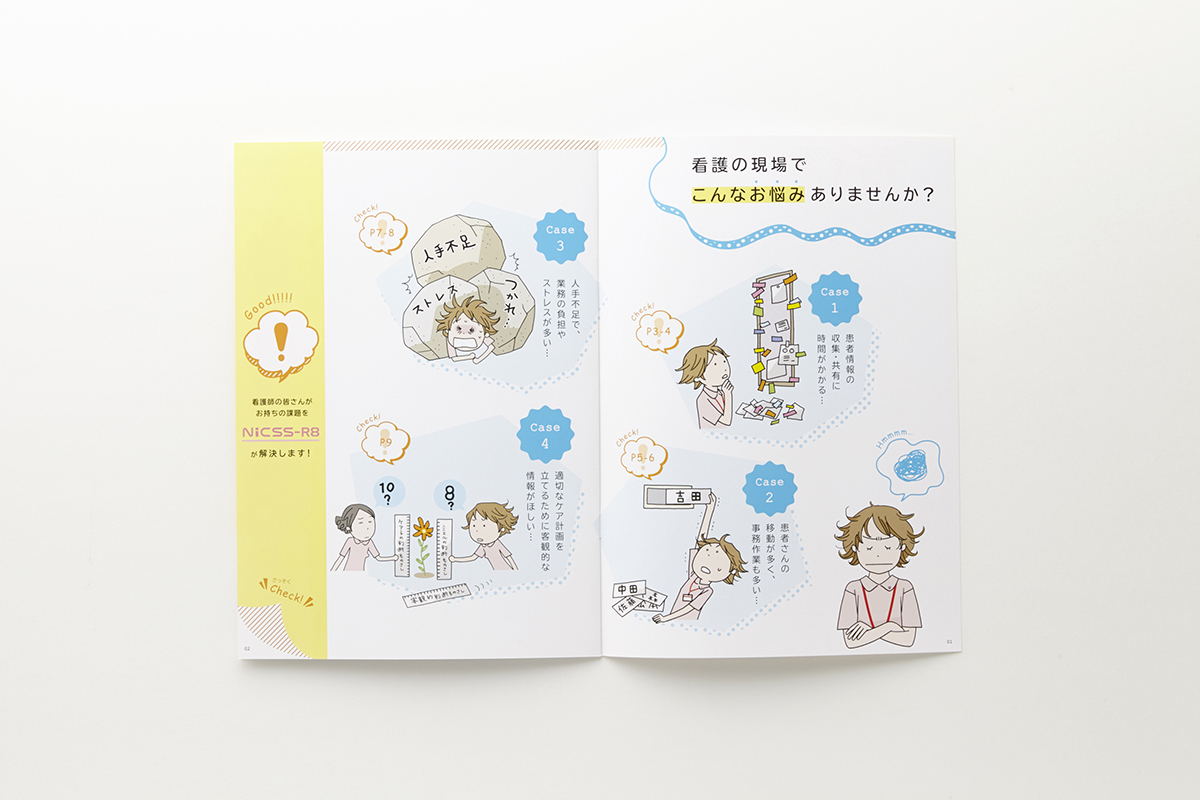 看護の現場で
こんなお悩みありませんか？
Case
1
患者情報の
収集・共有に
時間がかかる…
Check!
P3-4
Case
2
患者さんの
移動が多く、
事務作業も多い…
Check!
P5-6
吉田
中田
佐藤
Hmmmm...
01
Case
3
人手不足で、
業務の負担や
ストレスが多い…
Check!
P7-8
人手不足
ストレス
つかれ…
Case
4
適切なケア計画を
立てるために客観的な
情報がほしい…
Check!
P9
10
?
8
?
Good!!!!!
!
看護師の皆さんが
お持ちの課題を
NiCSS-R8
が解決します！
さっそく
Check!
02